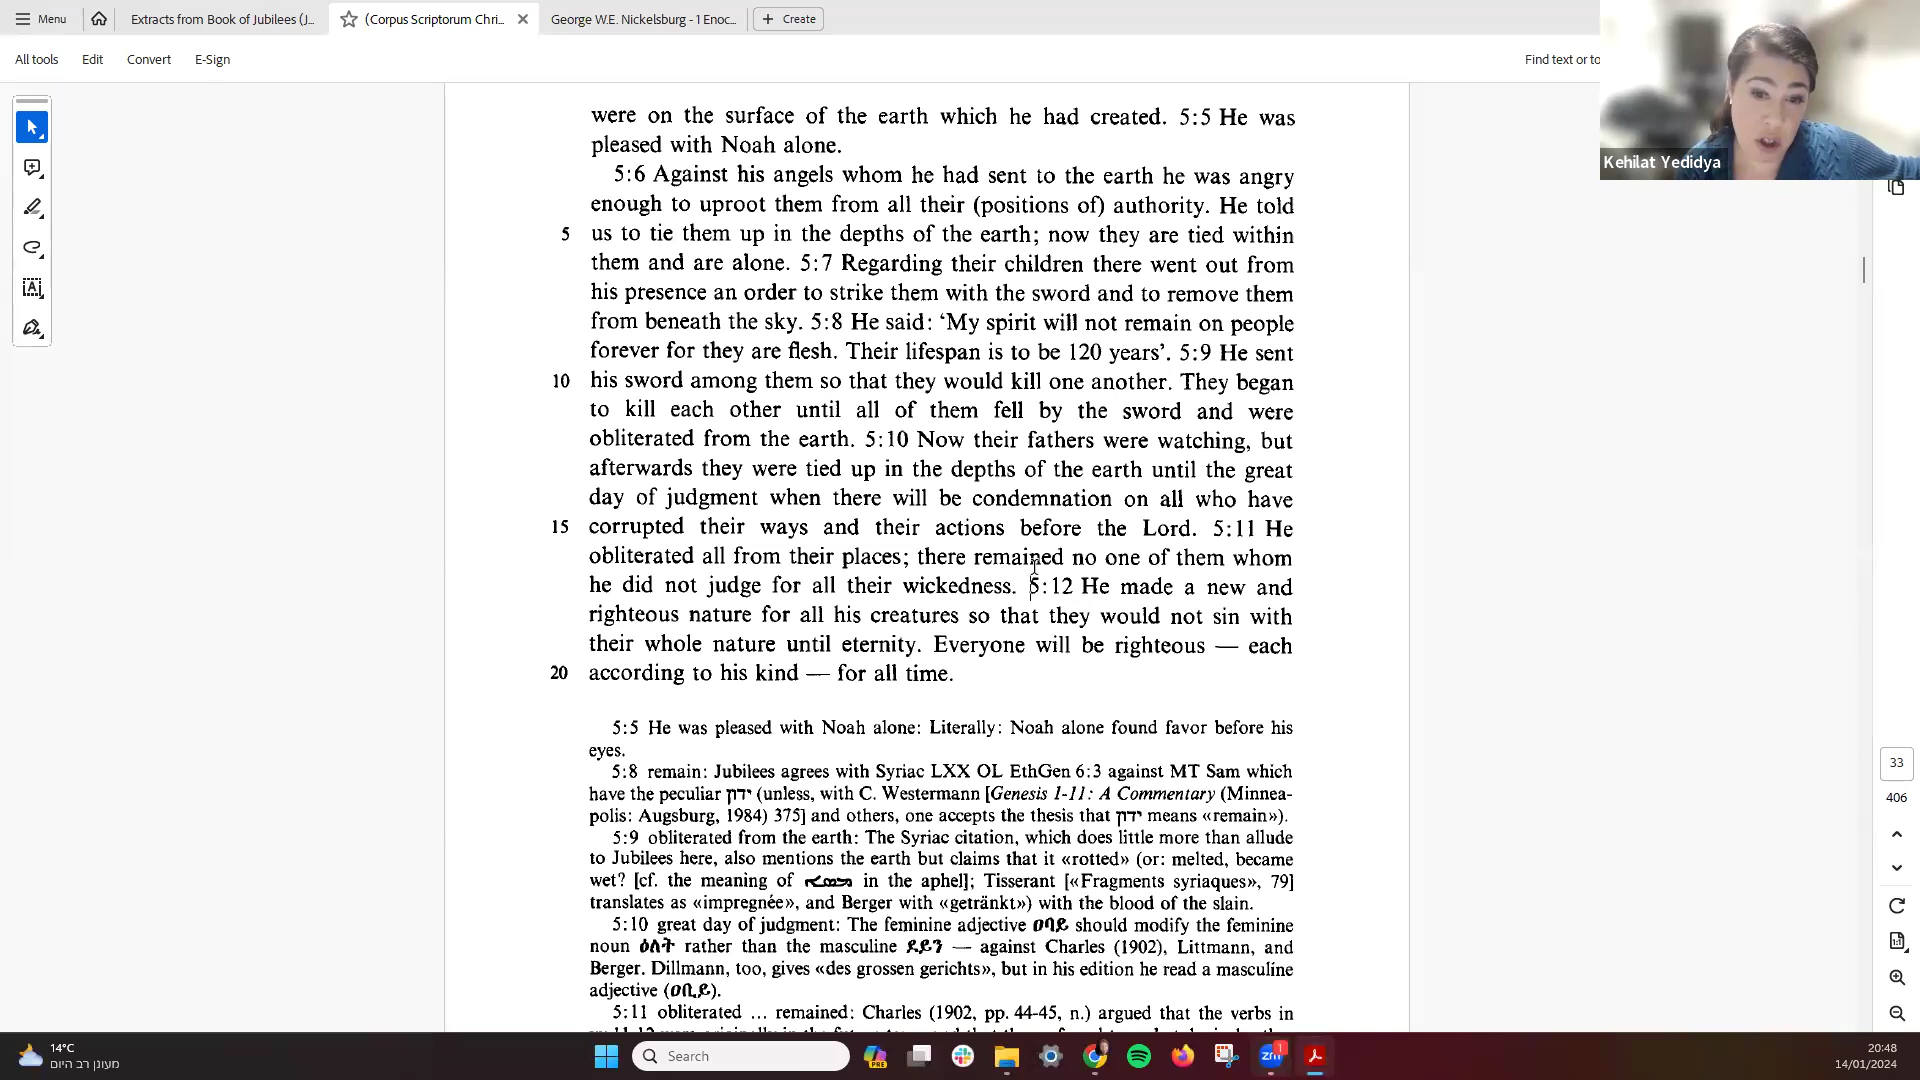 Menu
Extracts from Book of Jubilees (J...
(Corpus Scriptorum Chri...
George W.E. Nickelsburg - 1 Enoc...
Create
All tools
Edit
Convert
E-Sign
Find text or to
Kehilat Yedidya
were on the surface of the earth which he had created. 5:5 He was
pleased with Noah alone.
5:6 Against his angels whom he had sent to the earth he was angry
enough to uproot them from all their (positions of) authority. He told
5 us to tie them up in the depths of the earth; now they are tied within
them and are alone. 5:7 Regarding their children there went out from
his presence an order to strike them with the sword and to remove them
from beneath the sky. 5:8 He said: ‘My spirit will not remain on people
forever for they are flesh. Their lifespan is to be 120 years’. 5:9 He sent
10 his sword among them so that they would kill one another. They began
to kill each other until all of them fell by the sword and were
obliterated from the earth. 5:10 Now their fathers were watching, but
afterwards they were tied up in the depths of the earth until the great
day of judgment when there will be condemnation on all who have
15 corrupted their ways and their actions before the Lord. 5:11 He
obliterated all from their places; there remained no one of them whom
he did not judge for all their wickedness. 5:12 He made a new and
righteous nature for all his creatures so that they would not sin with
their whole nature until eternity. Everyone will be righteous — each
20 according to his kind — for all time.
5:5 He was pleased with Noah alone: Literally: Noah alone found favor before his
eyes.
5:8 remain: Jubilees agrees with Syriac LXX OL EthGen 6:3 against MT Sam which
have the peculiar ידון (unless, with C. Westermann [Genesis 1-11: A Commentary (Minnea-
polis: Augsburg, 1984) 375] and others, one accepts the thesis that ידון means «remain»).
5:9 obliterated from the earth: The Syriac citation, which does little more than allude
to Jubilees here, also mentions the earth but claims that it «rotted» (or: melted, became
wet? [cf. the meaning of in the aphel]; Tisserant [«Fragments syriaques», 79]
translates as «impregnée», and Berger with «getränkt») with the blood of the slain.
5:10 great day of judgment: The feminine adjective ዐባይ should modify the feminine
noun ዕለት rather than the masculine ደይን — against Charles (1902), Littmann, and
Berger. Dillmann, too, gives «des grossen gerichts», but in his edition he read a masculine
adjective (ዐቢይ).
5:11 obliterated ... remained: Charles (1902, pp. 44-45, n.) argued that the verbs in
33
406
14°C
מעונן רב היום
Search
PRE
zm
1
20:48
14/01/2024